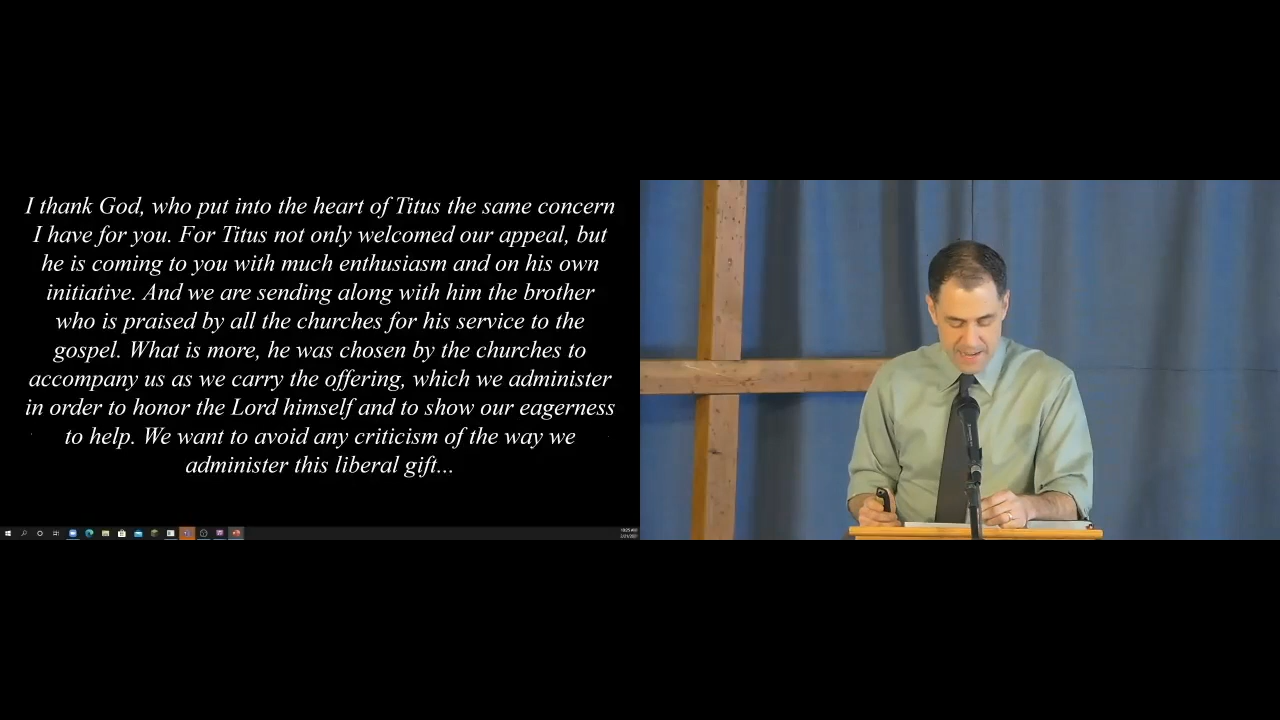 I thank God, who put into the heart of Titus the same concern
I have for you. For Titus not only welcomed our appeal, but
he is coming to you with much enthusiasm and on his own
initiative. And we are sending along with him the brother
who is praised by all the churches for his service to the
gospel. What is more, he was chosen by the churches to
accompany us as we carry the offering, which we administer
in order to honor the Lord himself and to show our eagerness
to help. We want to avoid any criticism of the way we
administer this liberal gift...